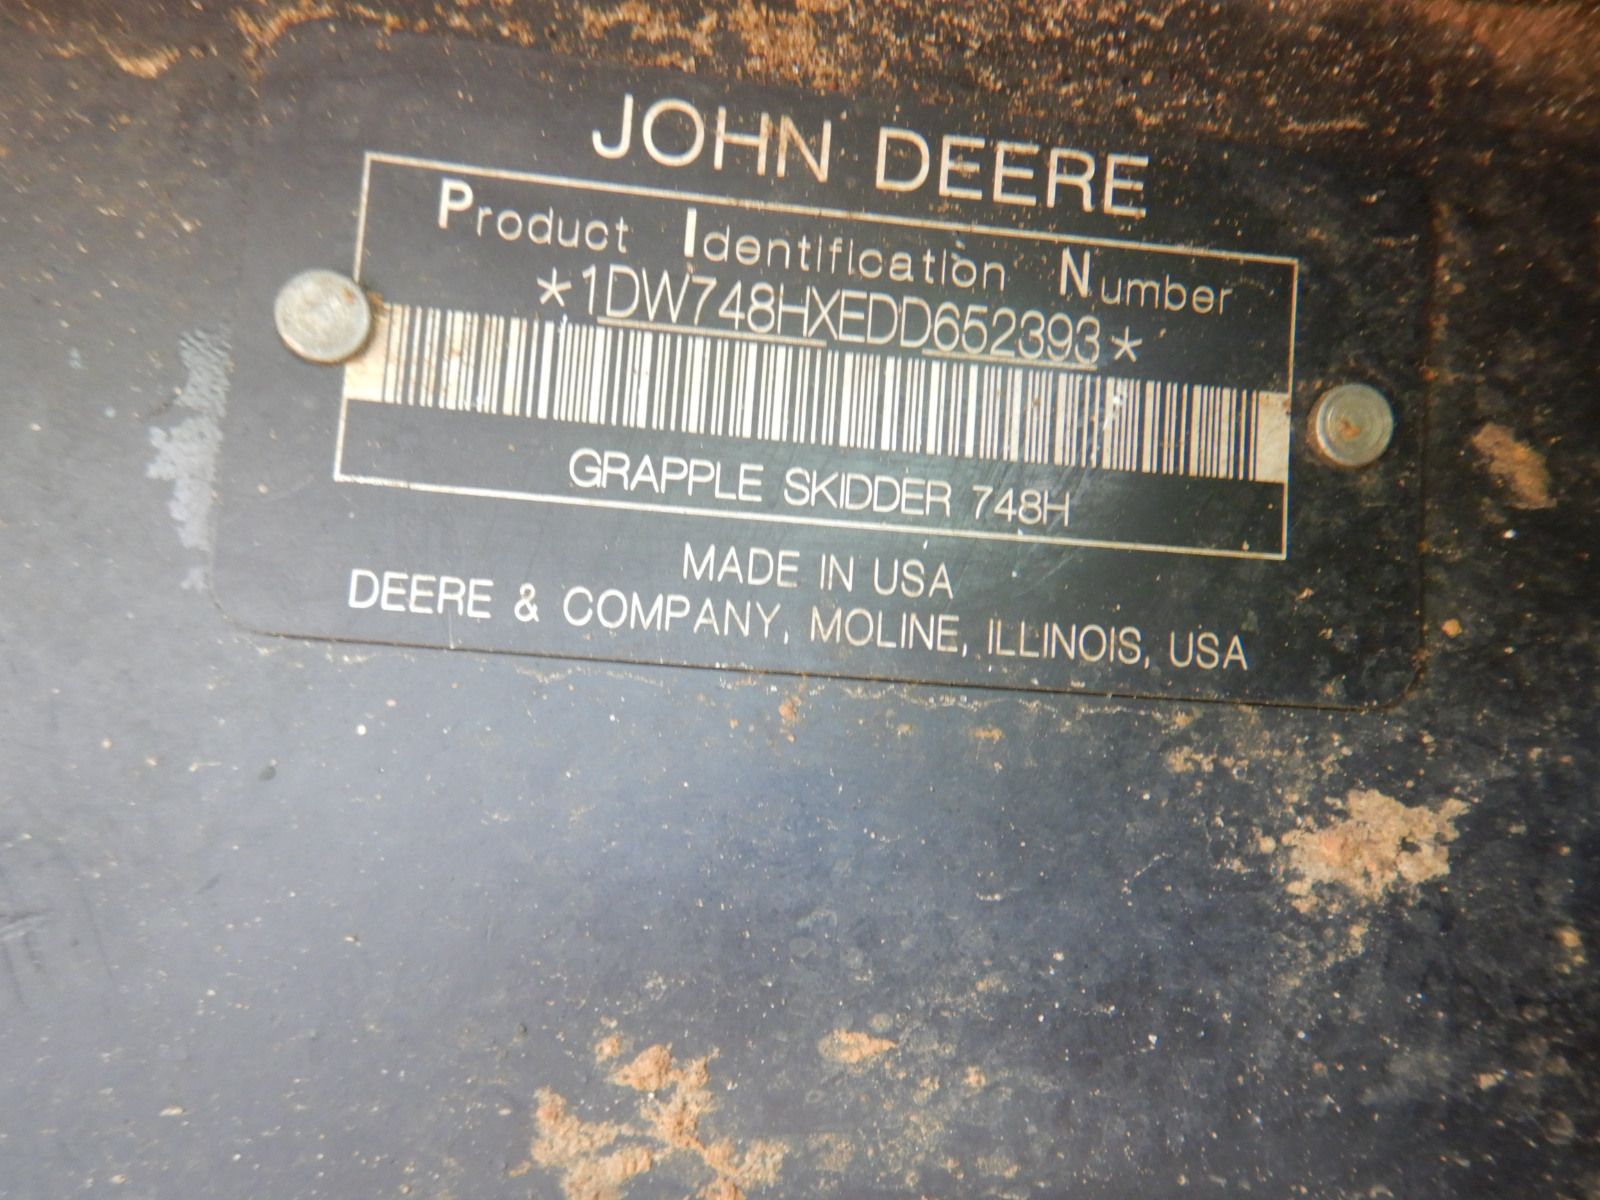 JOHN DEERE
Product Identification Number
*1DW748HXEDD652393*
GRAPPLE SKIDDER 748H
MADE IN USA
DEERE & COMPANY, MOLINE, ILLINOIS, USA